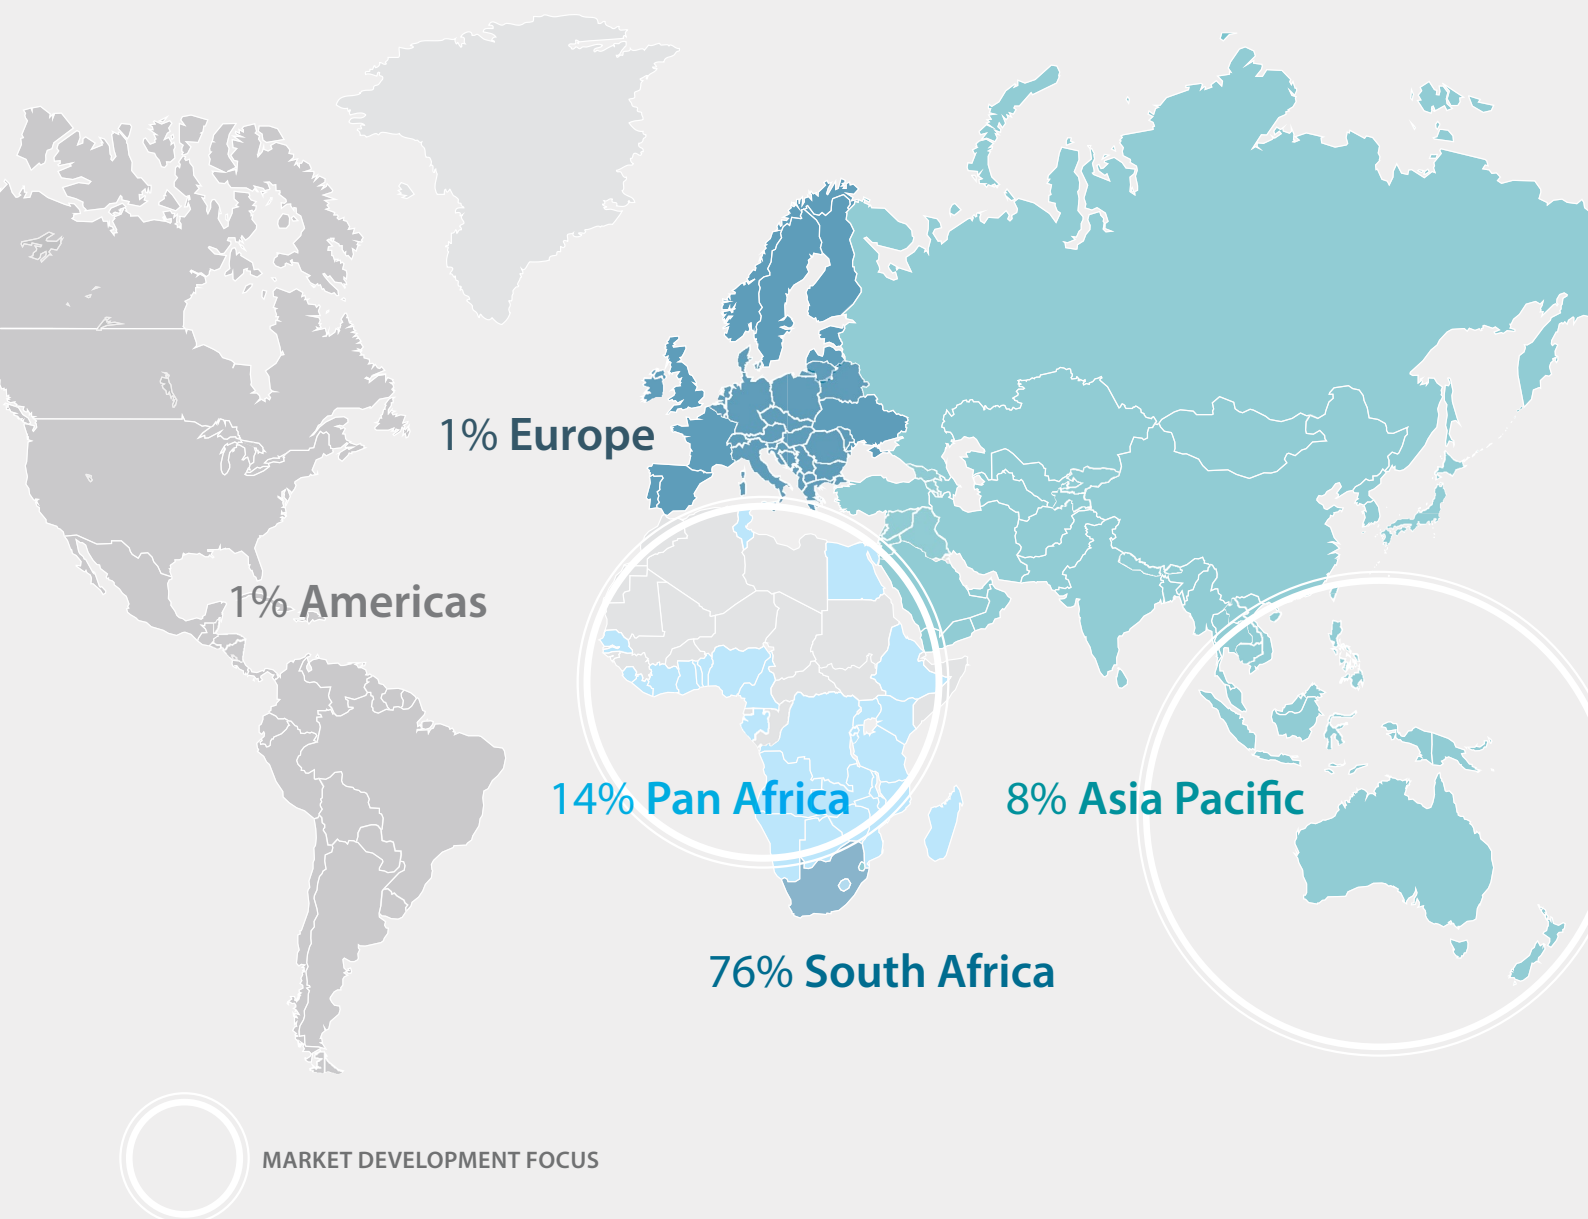 1% Europe
1% Americas
14% Pan Africa
8% Asia Pacific
76% South Africa
MARKET DEVELOPMENT FOCUS